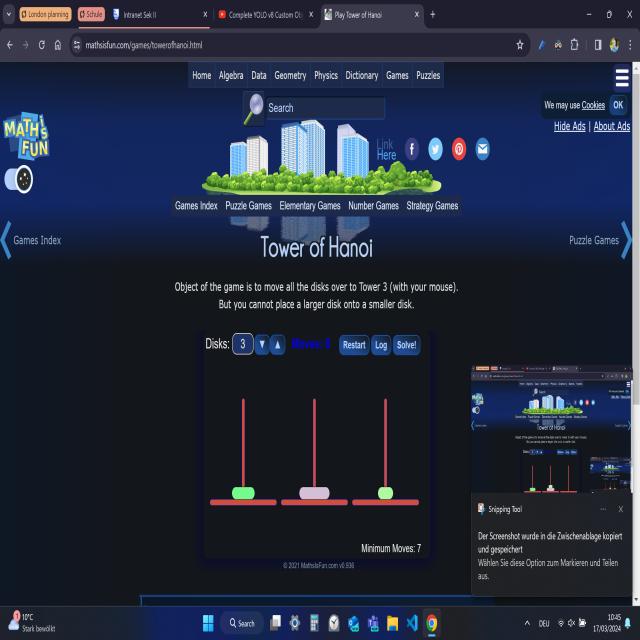 London planning
Schule
Intranet Sek II
Complete YOLO v8 Custom Ob
Play Tower of Hanoi
mathsisfun.com/games/towerofhanoi.html
Home Algebra Data Geometry Physics Dictionary Games Puzzles
Search
We may use Cookies OK
Hide Ads | About Ads
MATH IS FUN
Link Here
Games Index Puzzle Games Elementary Games Number Games Strategy Games
Games Index
Puzzle Games
Tower of Hanoi
Object of the game is to move all the disks over to Tower 3 (with your mouse).
But you cannot place a larger disk onto a smaller disk.
Disks: 3
Restart Log Solve!
Minimum Moves: 7
© 2021 MathsIsFun.com v0.936
Snipping Tool
Der Screenshot wurde in die Zwischenablage kopiert
und gespeichert
Wählen Sie diese Option zum Markieren und Teilen
aus.
10°C
Stark bewölkt
Search
DEU
10:45
17/03/2024